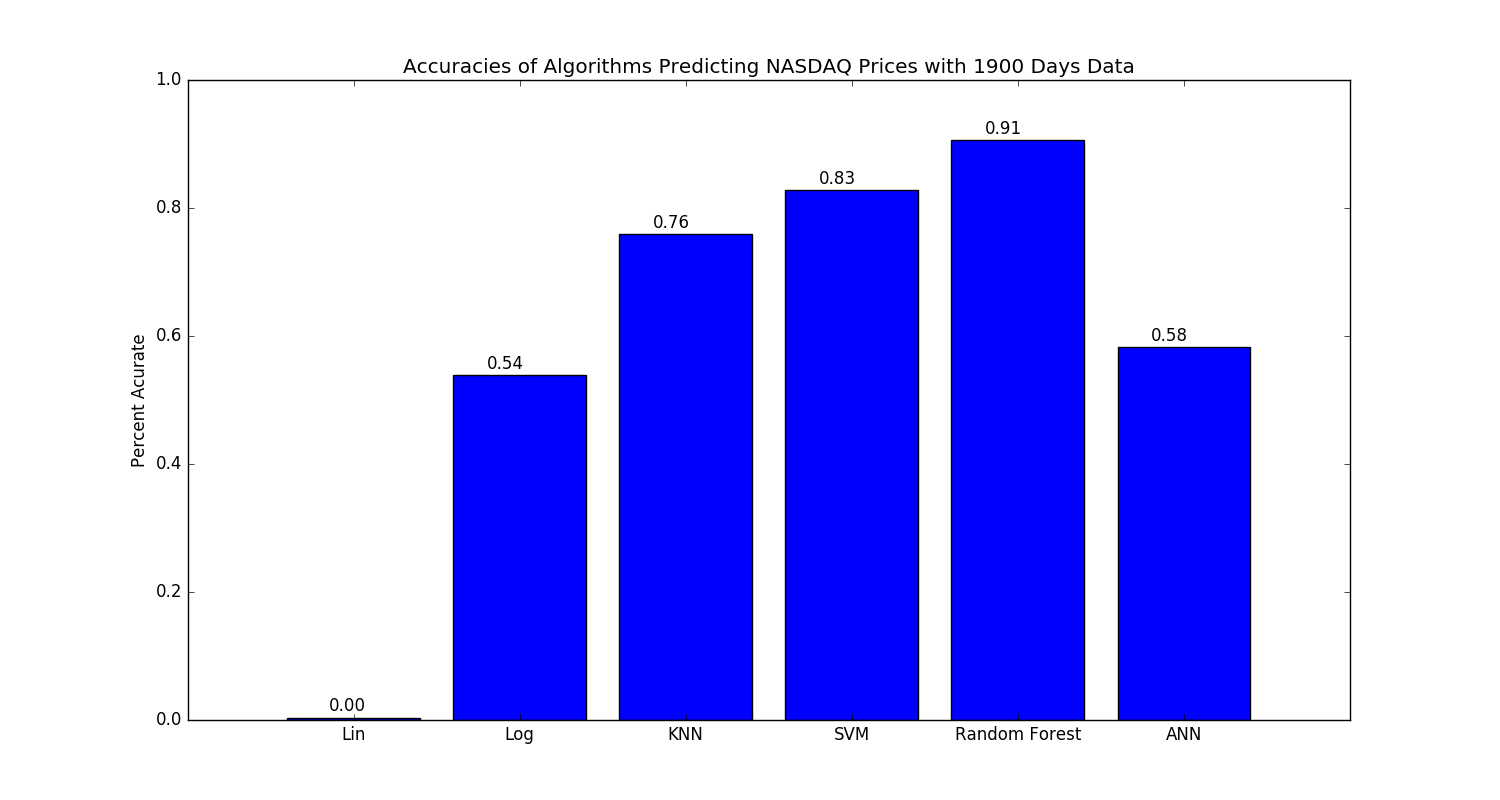 Accuracies of Algorithms Predicting NASDAQ Prices with 1900 Days Data
1.0
0.8
0.6
0.4
0.2
0.0
Percent Acurate
0.00
0.54
0.76
0.83
0.91
0.58
Lin
Log
KNN
SVM
Random Forest
ANN